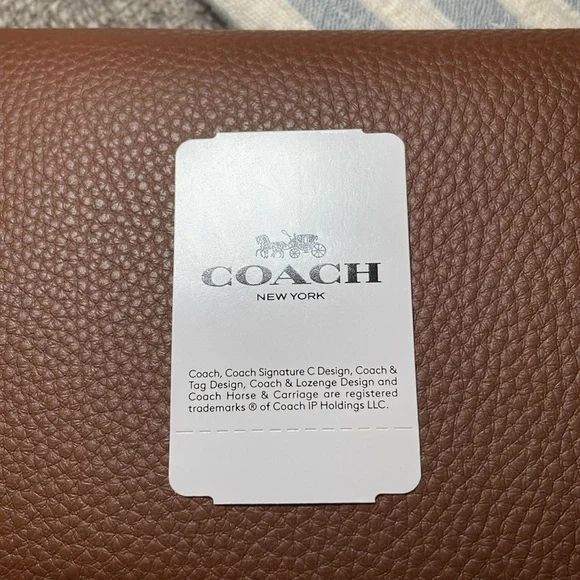 COACH
NEW YORK
Coach, Coach Signature C Design, Coach &
Tag Design, Coach & Lozenge Design and
Coach Horse & Carriage are registered
trademarks ® of Coach IP Holdings LLC.